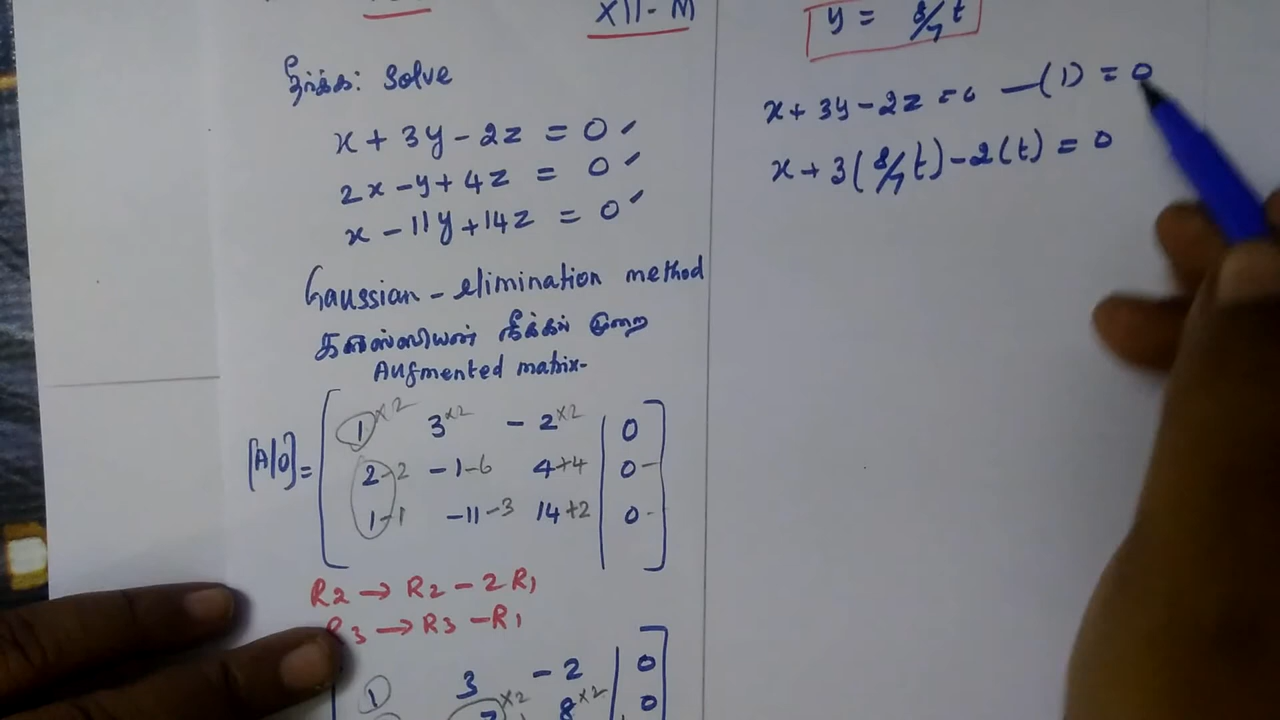 XII - M
தீர்க்க: Solve
x + 3y - 2z = 0 ✓
2x - y + 4z = 0 ✓
x - 11y + 14z = 0 ✓
Gaussian - elimination method
காஸ்ஸியன் நீக்கல் முறை
Augmented matrix-
[A|0] =
1 ×2 3 ×2 - 2 ×2 | 0
2 -2 - 1 -6 4 +4 | 0 -
1 -1 -11 -3 14 +2 | 0 -
R2 → R2 - 2R1
R3 → R3 - R1
1 3 - 2 | 0
8 ×2 | 0
y = 8/7 t
x + 3y - 2z = 0 —(1) = 0
x + 3(8/7 t) - 2(t) = 0